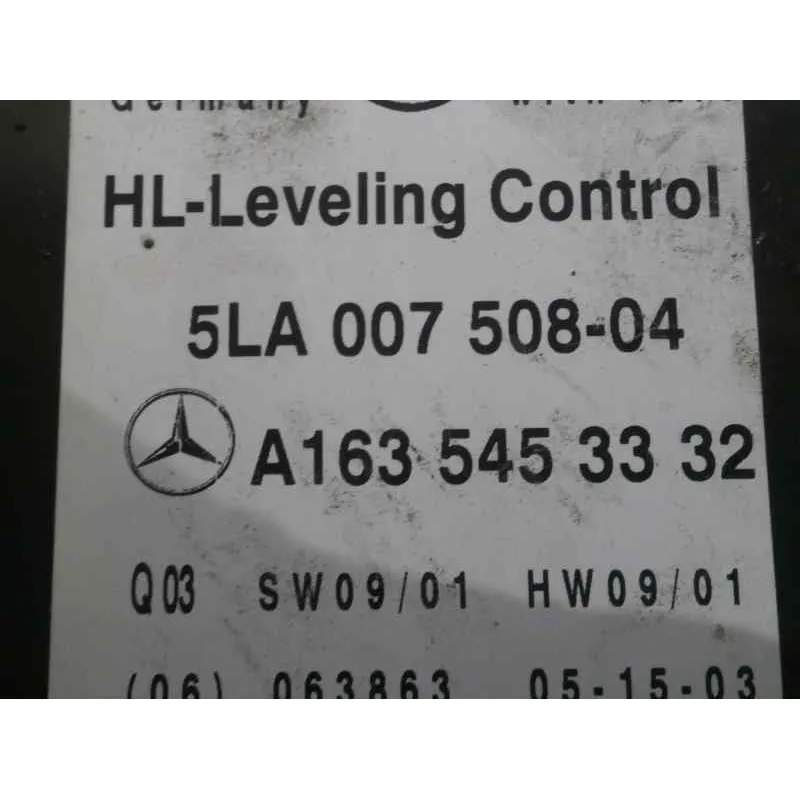 Germany
HL-Leveling Control
5LA 007 508-04
A163 545 33 32
Q03 SW09/01 HW09/01
(06) 063863 05-15-03